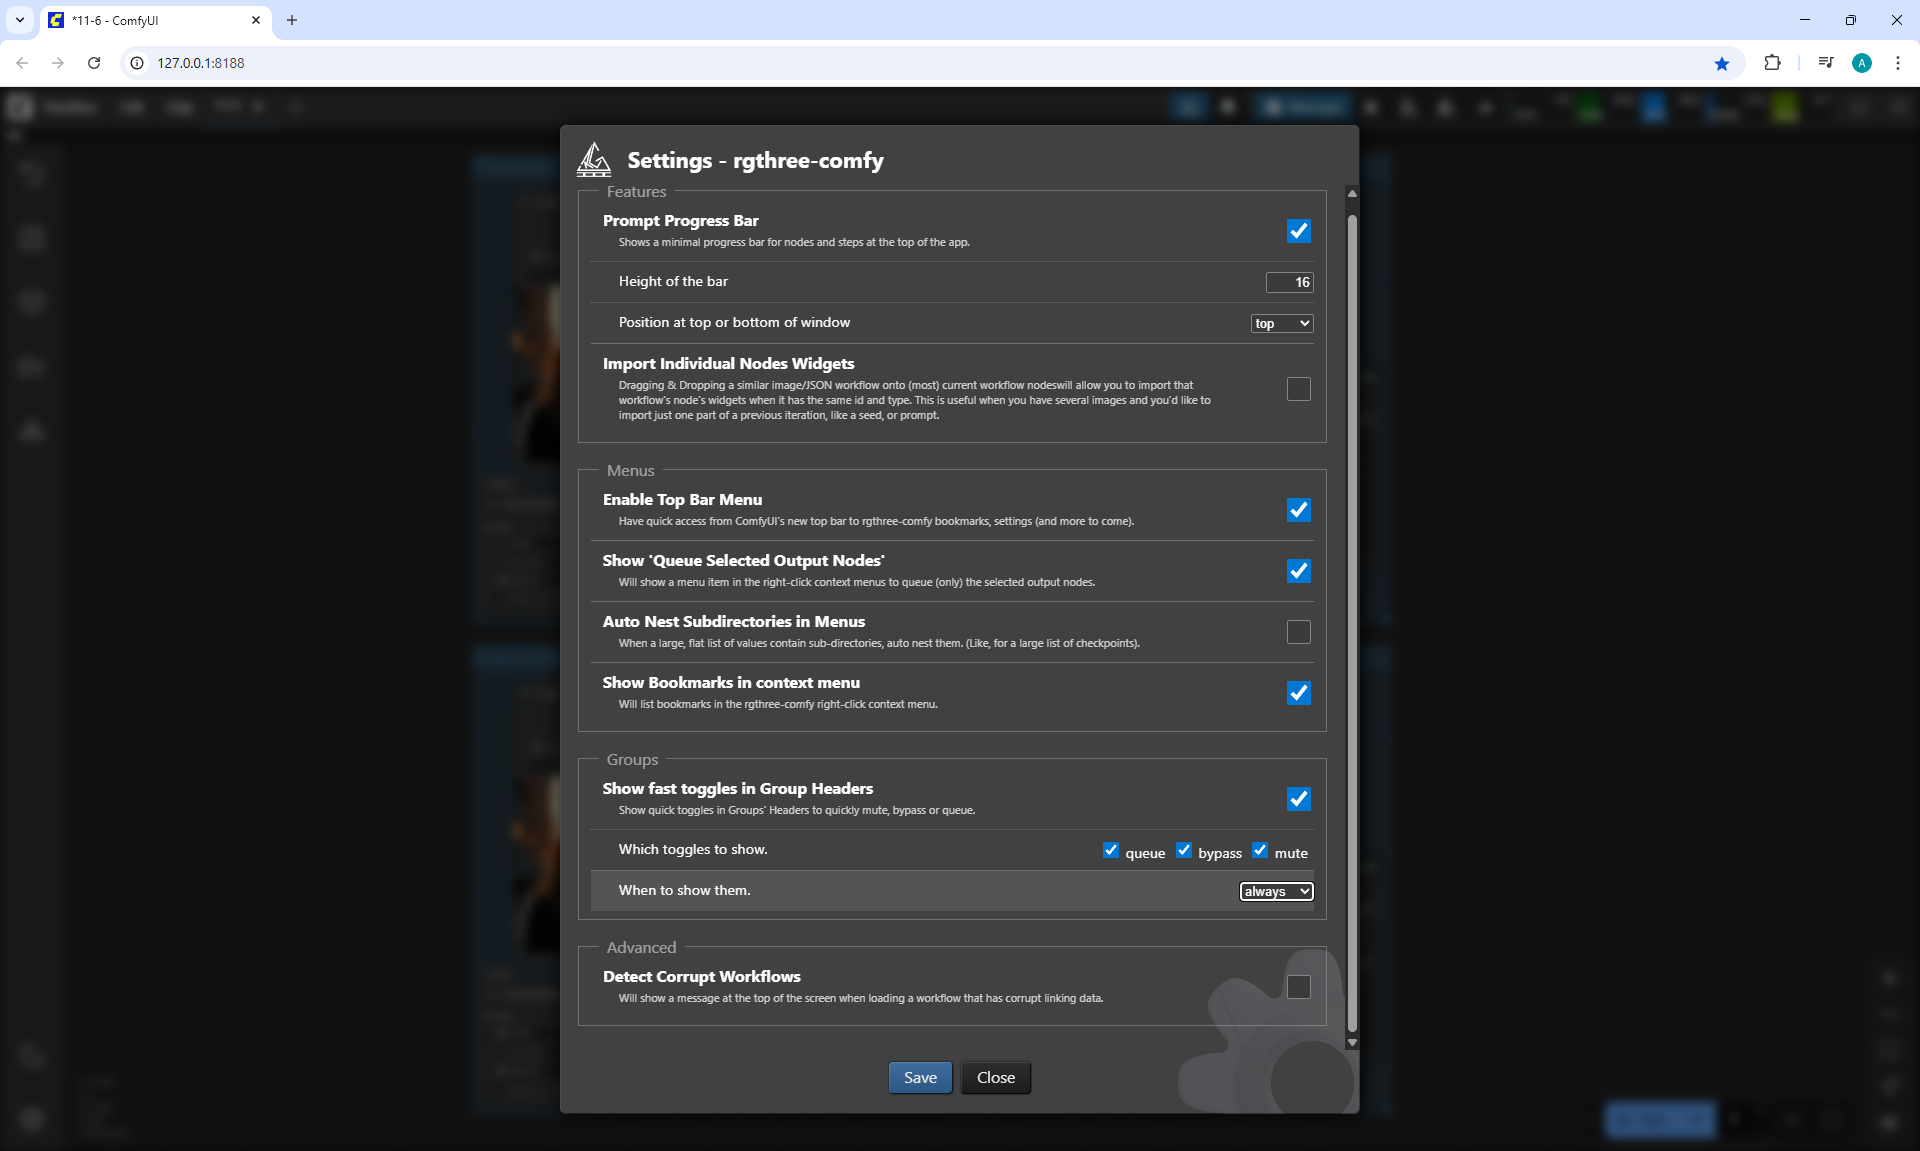 *11-6 - ComfyUI
127.0.0.1:8188
A
Settings - rgthree-comfy
Features
Prompt Progress Bar
Shows a minimal progress bar for nodes and steps at the top of the app.
Height of the bar
16
Position at top or bottom of window
top
Import Individual Nodes Widgets
Dragging & Dropping a similar image/JSON workflow onto (most) current workflow nodeswill allow you to import that
workflow's node's widgets when it has the same id and type. This is useful when you have several images and you'd like to
import just one part of a previous iteration, like a seed, or prompt.
Menus
Enable Top Bar Menu
Have quick access from ComfyUI's new top bar to rgthree-comfy bookmarks, settings (and more to come).
Show 'Queue Selected Output Nodes'
Will show a menu item in the right-click context menus to queue (only) the selected output nodes.
Auto Nest Subdirectories in Menus
When a large, flat list of values contain sub-directories, auto nest them. (Like, for a large list of checkpoints).
Show Bookmarks in context menu
Will list bookmarks in the rgthree-comfy right-click context menu.
Groups
Show fast toggles in Group Headers
Show quick toggles in Groups' Headers to quickly mute, bypass or queue.
Which toggles to show.
queue bypass mute
When to show them.
always
Advanced
Detect Corrupt Workflows
Will show a message at the top of the screen when loading a workflow that has corrupt linking data.
Save Close